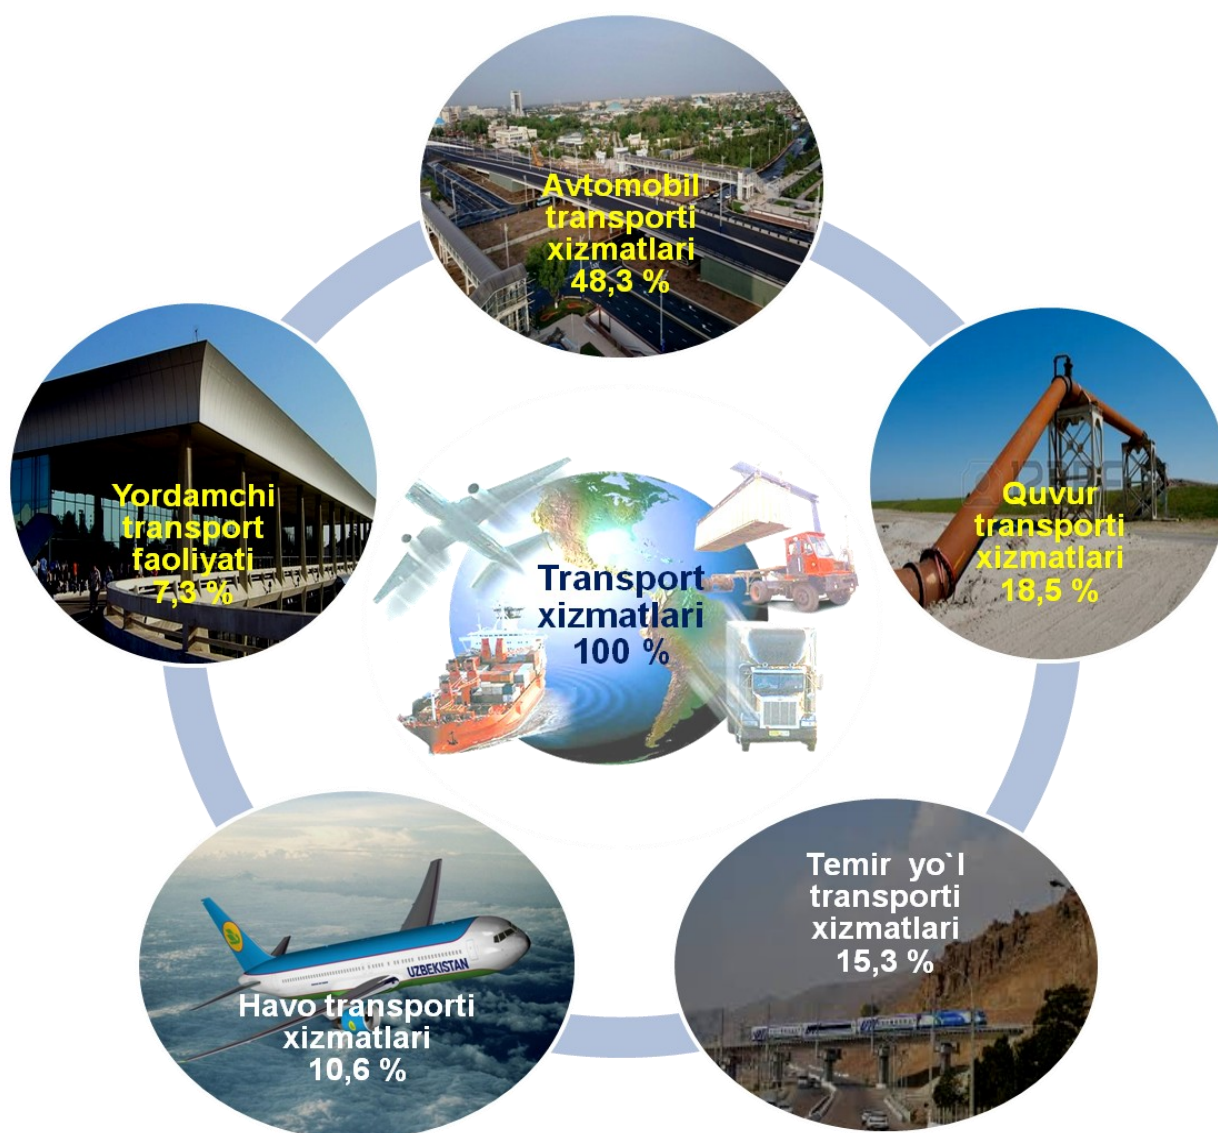 Avtomobil
transporti
xizmatlari
48,3 %
Quvur
transporti
xizmatlari
18,5 %
Yordamchi
transport
faoliyati
7,3 %
Transport
xizmatlari
100 %
Temir  yo`l
transporti
xizmatlari
15,3 %
UZBEKISTAN
Havo transporti
xizmatlari
10,6 %